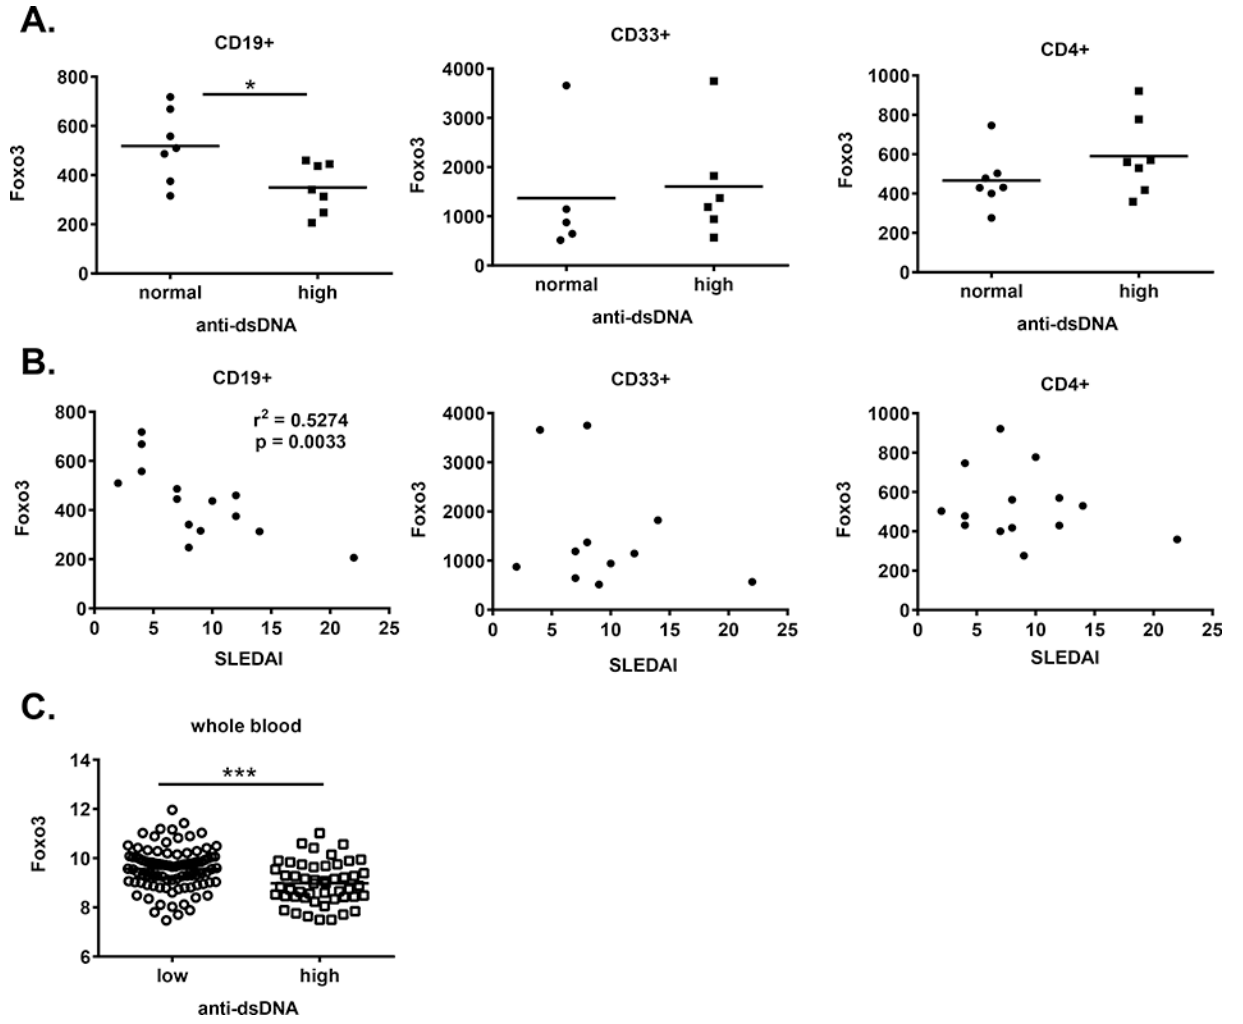 A.
CD19+
CD33+
CD4+
800
600
400
200
0
Foxo3
*
normal
high
anti-dsDNA
4000
3000
2000
1000
0
Foxo3
normal
high
anti-dsDNA
1000
800
600
400
200
0
Foxo3
normal
high
anti-dsDNA
B.
CD19+
CD33+
CD4+
r² = 0.5274
p = 0.0033
800
600
400
200
0
Foxo3
0 5 10 15 20 25
SLEDAI
4000
3000
2000
1000
0
Foxo3
0 5 10 15 20 25
SLEDAI
1000
800
600
400
200
0
Foxo3
0 5 10 15 20 25
SLEDAI
C.
whole blood
***
14
12
10
8
6
Foxo3
low
high
anti-dsDNA